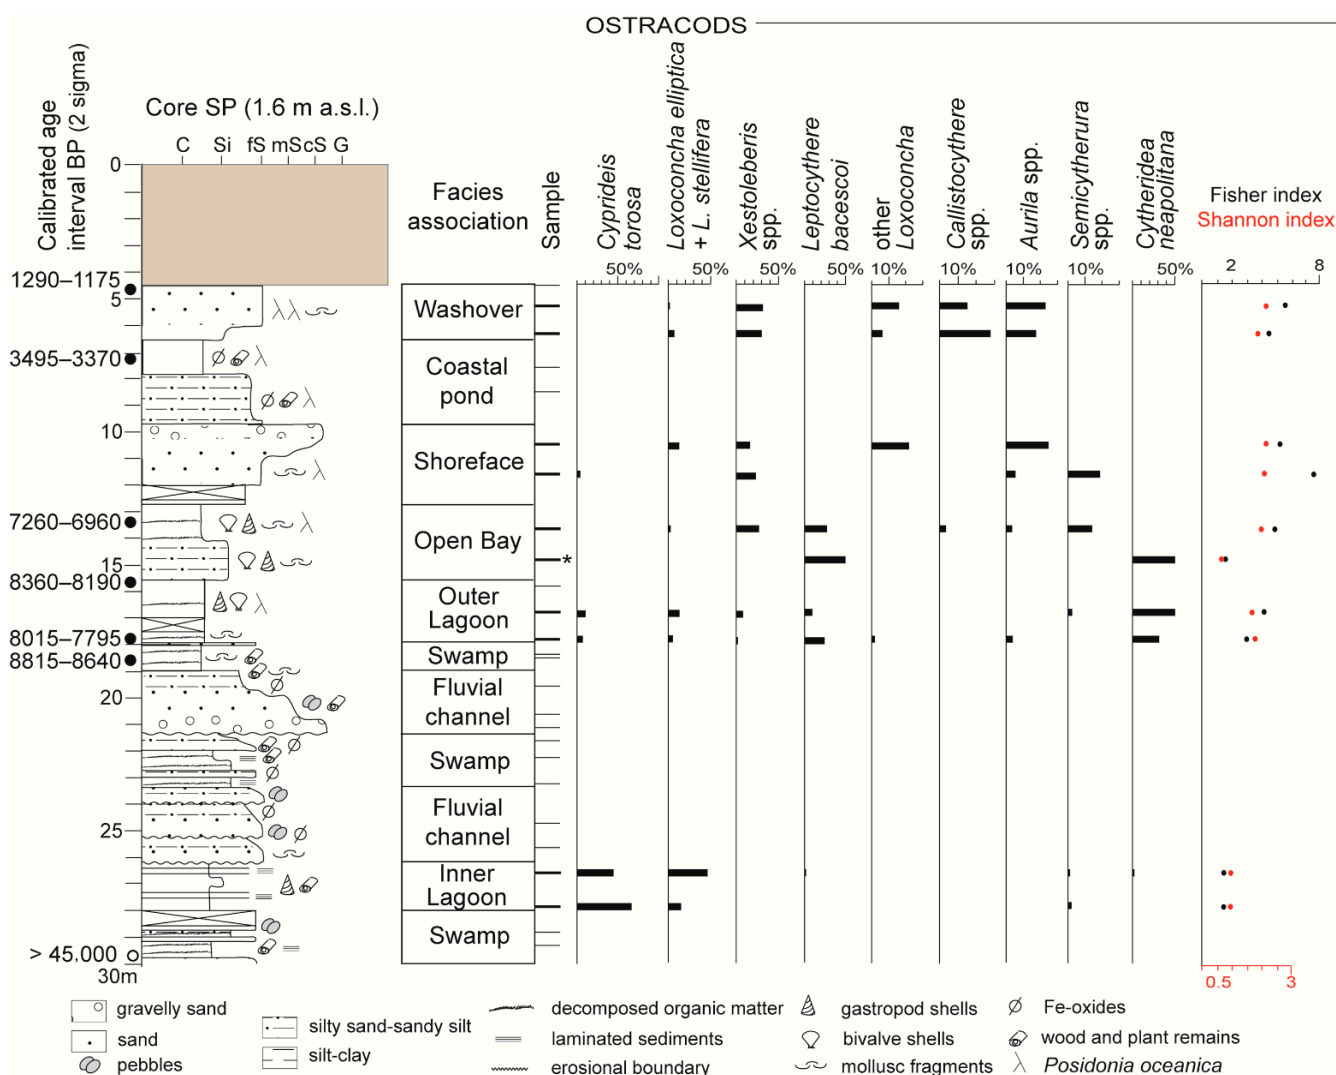 OSTRACODS
Calibrated age
interval BP (2 sigma)
Core SP (1.6 m a.s.l.)
C Si fS mS cS G
Facies
association
Sample
Cyprideis
torosa
Loxoconcha elliptica
+ L. stellifera
Xestoleberis
spp.
Leptocythere
bacescoi
other
Loxoconcha
Callistocythere
spp.
Aurila spp.
Semicytherura
spp.
Cytheridea
neapolitana
Fisher index
Shannon index
50% 50% 50% 50% 10% 10% 10% 10% 50% 2 8
0
1290–1175
5
3495–3370
10
7260–6960
15
8360–8190
8015–7795
8815–8640
20
25
> 45.000
30m
Washover
Coastal
pond
Shoreface
Open Bay
*
Outer
Lagoon
Swamp
Fluvial
channel
Swamp
Fluvial
channel
Inner
Lagoon
Swamp
0.5 3
gravelly sand
sand
pebbles
silty sand-sandy silt
silt-clay
decomposed organic matter
laminated sediments
erosional boundary
gastropod shells
bivalve shells
mollusc fragments
Fe-oxides
wood and plant remains
Posidonia oceanica